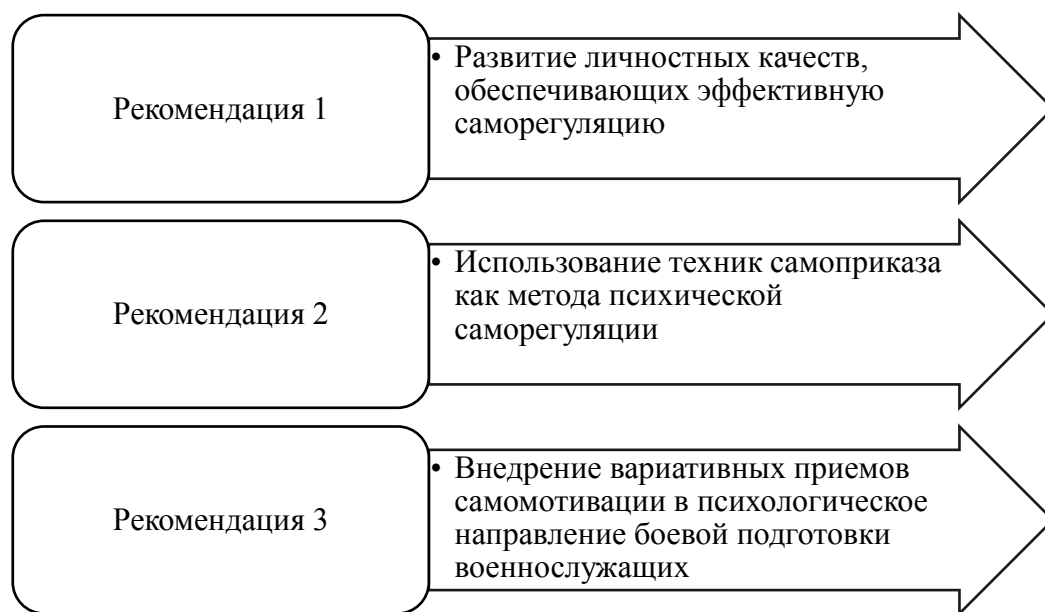 Рекомендация 1
• Развитие личностных качеств,
обеспечивающих эффективную
саморегуляцию
Рекомендация 2
• Использование техник самоприказа
как метода психической
саморегуляции
Рекомендация 3
• Внедрение вариативных приемов
самомотивации в психологическое
направление боевой подготовки
военнослужащих